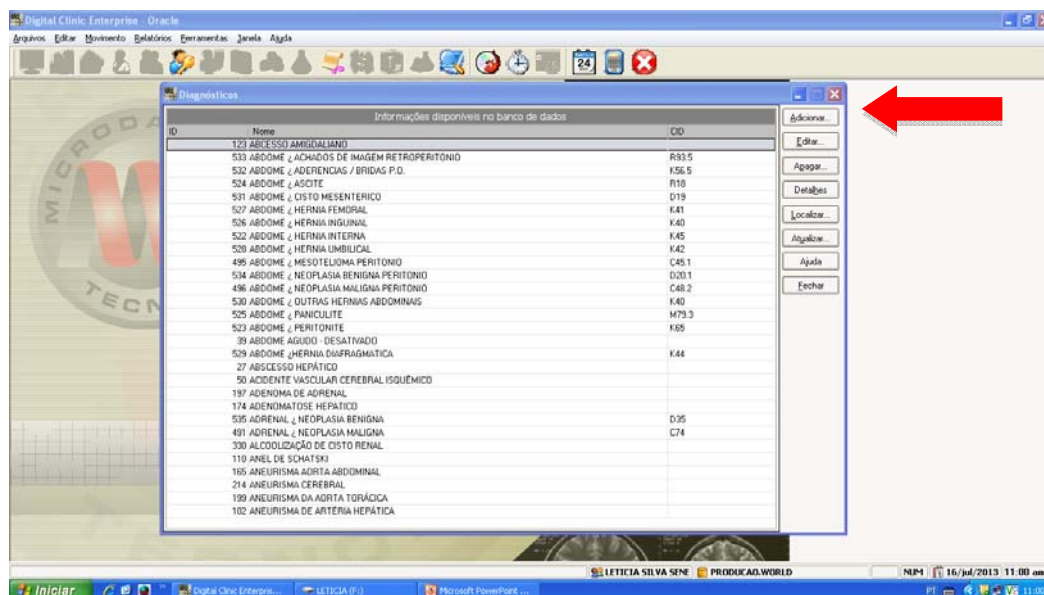 Digital Clinic Enterprise - Oracle
Arquivos Editar Movimento Relatórios Ferramentas Janela Ajuda
24
Diagnósticos
Informações disponíveis no banco de dados
ID Nome CID
123 ABCESSO AMIGDALIANO
533 ABDOME ¿ ACHADOS DE IMAGEM RETROPERITONIO R93.5
532 ABDOME ¿ ADERENCIAS / BRIDAS P.O. K56.5
524 ABDOME ¿ ASCITE R18
531 ABDOME ¿ CISTO MESENTERICO D19
527 ABDOME ¿ HERNIA FEMORAL K41
526 ABDOME ¿ HERNIA INGUINAL K40
522 ABDOME ¿ HERNIA INTERNA K45
528 ABDOME ¿ HERNIA UMBILICAL K42
495 ABDOME ¿ MESOTELIOMA PERITONIO C45.1
534 ABDOME ¿ NEOPLASIA BENIGNA PERITONIO D20.1
496 ABDOME ¿ NEOPLASIA MALIGNA PERITONIO C48.2
530 ABDOME ¿ OUTRAS HERNIAS ABDOMINAIS K40
525 ABDOME ¿ PANICULITE M79.3
523 ABDOME ¿ PERITONITE K65
39 ABDOME AGUDO - DESATIVADO
529 ABDOME ¿HERNIA DIAFRAGMATICA K44
27 ABSCESSO HEPÁTICO
50 ACIDENTE VASCULAR CEREBRAL ISQUÊMICO
197 ADENOMA DE ADRENAL
174 ADENOMATOSE HEPATICO
535 ADRENAL ¿ NEOPLASIA BENIGNA D35
491 ADRENAL ¿ NEOPLASIA MALIGNA C74
330 ALCOOLIZAÇÃO DE CISTO RENAL
110 ANEL DE SCHATSKI
165 ANEURISMA AORTA ABDOMINAL
214 ANEURISMA CEREBRAL
199 ANEURISMA DA AORTA TORÁCICA
102 ANEURISMA DE ARTÉRIA HEPÁTICA
Adicionar...
Editar...
Apagar...
Detalhes
Localizar...
Atualizar...
Ajuda
Fechar
MICRODA
TECN
LETICIA SILVA SENE PRODUCAO.WORLD NUM 16/jul/2013 11:00 am
Iniciar Digital Clinic Enterpris... LETICIA (F:) Microsoft PowerPoint ... PT 11:00